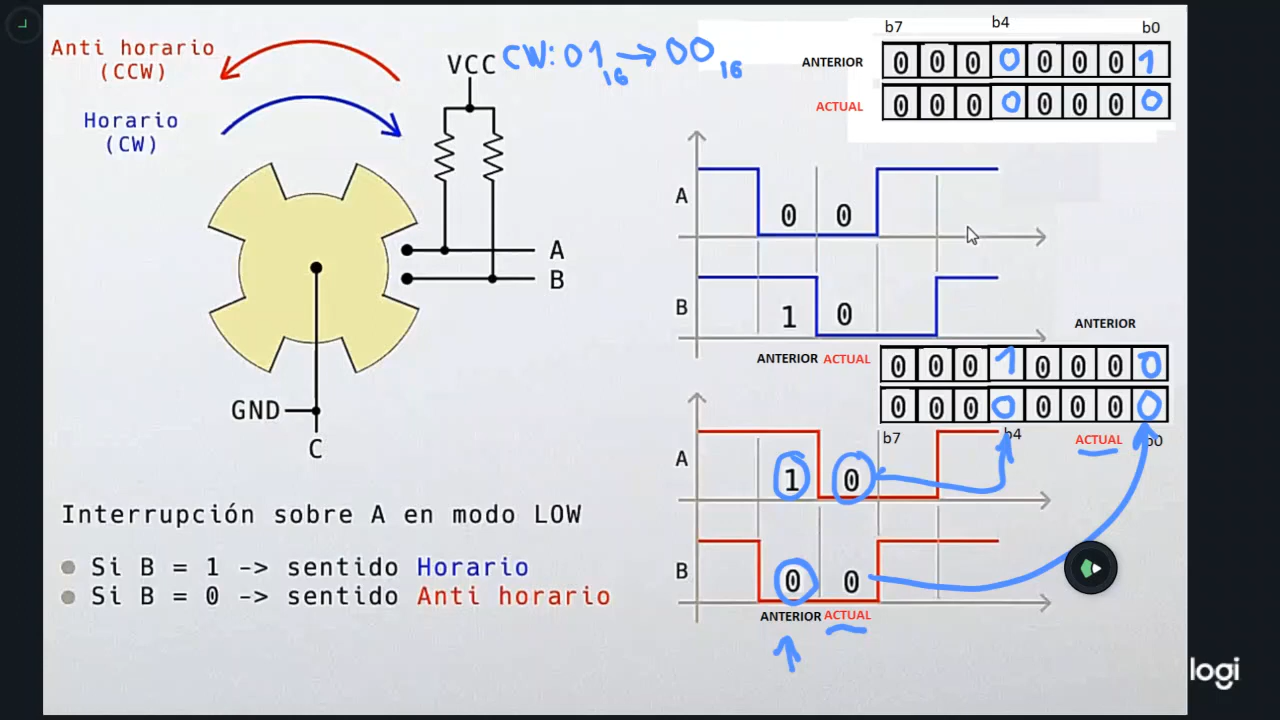 Anti horario
(CCW)
Horario
(CW)
VCC
CW: 01₁₆ → 00₁₆
b7 b4 b0
ANTERIOR 0 0 0 0 0 0 0 1
ACTUAL 0 0 0 0 0 0 0 0
A 0 0
B 1 0
ANTERIOR ACTUAL
ANTERIOR
0 0 0 1 0 0 0 0
0 0 0 0 0 0 0 0
b7 b4 ACTUAL b0
A
B
GND
C
A 1 0
B 0 0
ANTERIOR ACTUAL
Interrupción sobre A en modo LOW
Si B = 1 -> sentido Horario
Si B = 0 -> sentido Anti horario
logi